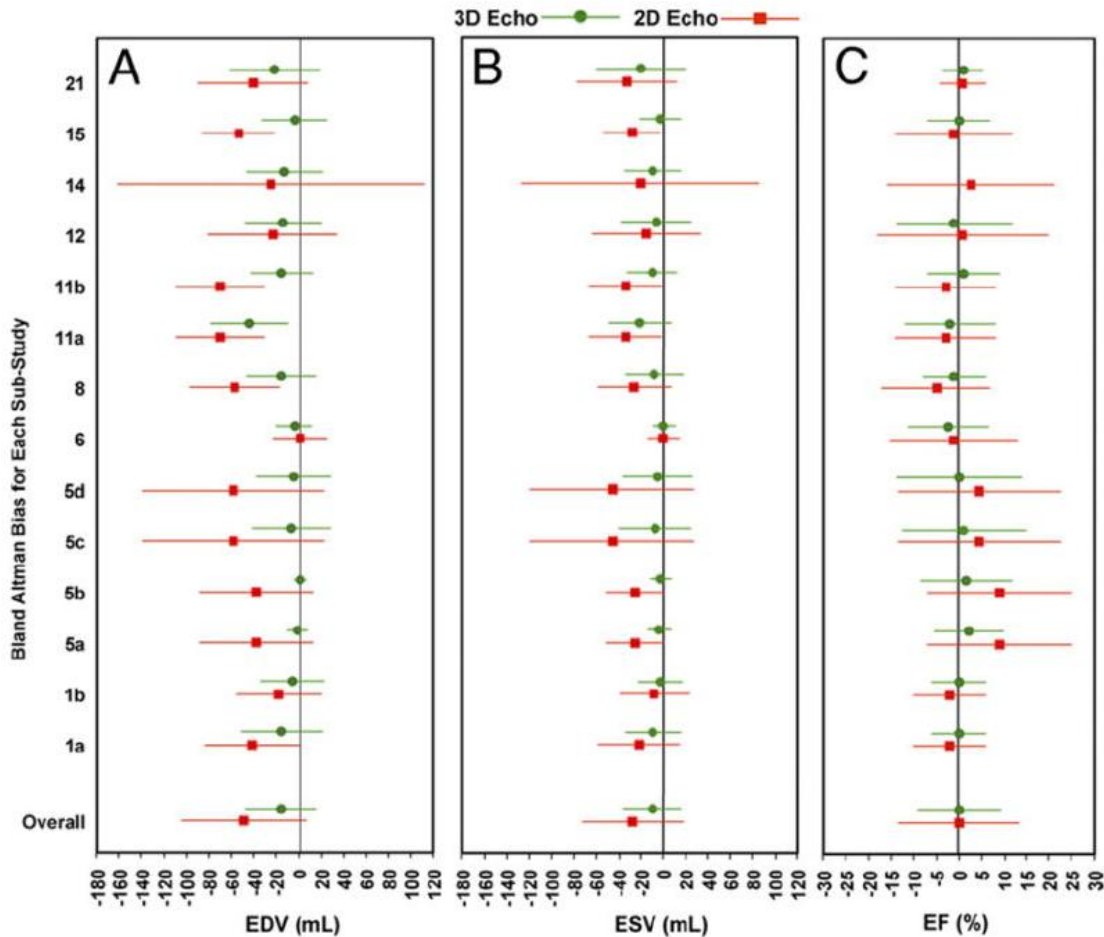 3D Echo 2D Echo
A B C
Bland Altman Bias for Each Sub-Study
21
15
14
12
11b
11a
8
6
5d
5c
5b
5a
1b
1a
Overall
-180 -160 -140 -120 -100 -80 -60 -40 -20 0 20 40 60 80 100 120
-180 -160 -140 -120 -100 -80 -60 -40 -20 0 20 40 60 80 100 120
-30 -25 -20 -15 -10 -5 0 5 10 15 20 25 30
EDV (mL) ESV (mL) EF (%)